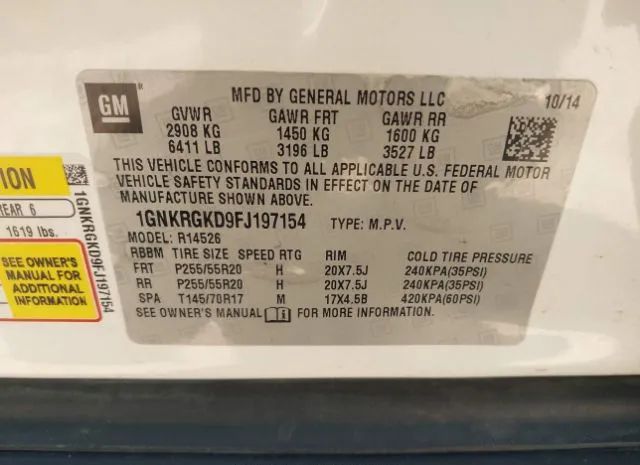 GM
MFD BY GENERAL MOTORS LLC 10/14
GVWR GAWR FRT GAWR RR
2908 KG 1450 KG 1600 KG
6411 LB 3196 LB 3527 LB
THIS VEHICLE CONFORMS TO ALL APPLICABLE U.S. FEDERAL MOTOR
VEHICLE SAFETY STANDARDS IN EFFECT ON THE DATE OF
MANUFACTURE SHOWN ABOVE.
1GNKRGKD9FJ197154 TYPE: M.P.V.
MODEL: R14526
RBBM TIRE SIZE SPEED RTG RIM COLD TIRE PRESSURE
FRT P255/55R20 H 20X7.5J 240KPA(35PSI)
RR P255/55R20 H 20X7.5J 240KPA(35PSI)
SPA T145/70R17 M 17X4.5B 420KPA(60PSI)
SEE OWNER'S MANUAL FOR MORE INFORMATION.
REAR 6
1619 lbs.
SEE OWNER'S
MANUAL FOR
ADDITIONAL
INFORMATION
1GNKRGKD9FJ197154